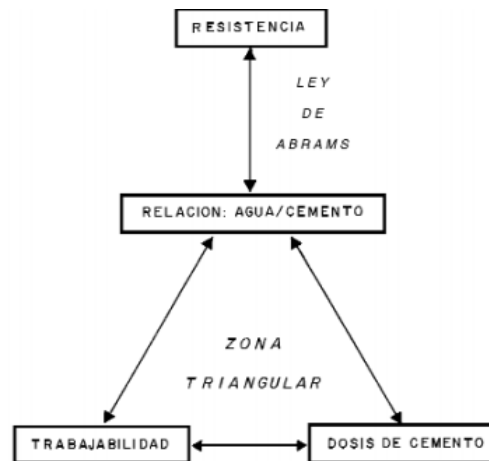 RESISTENCIA
LEY
DE
ABRAMS
RELACION: AGUA/CEMENTO
ZONA
TRIANGULAR
TRABAJABILIDAD
DOSIS DE CEMENTO